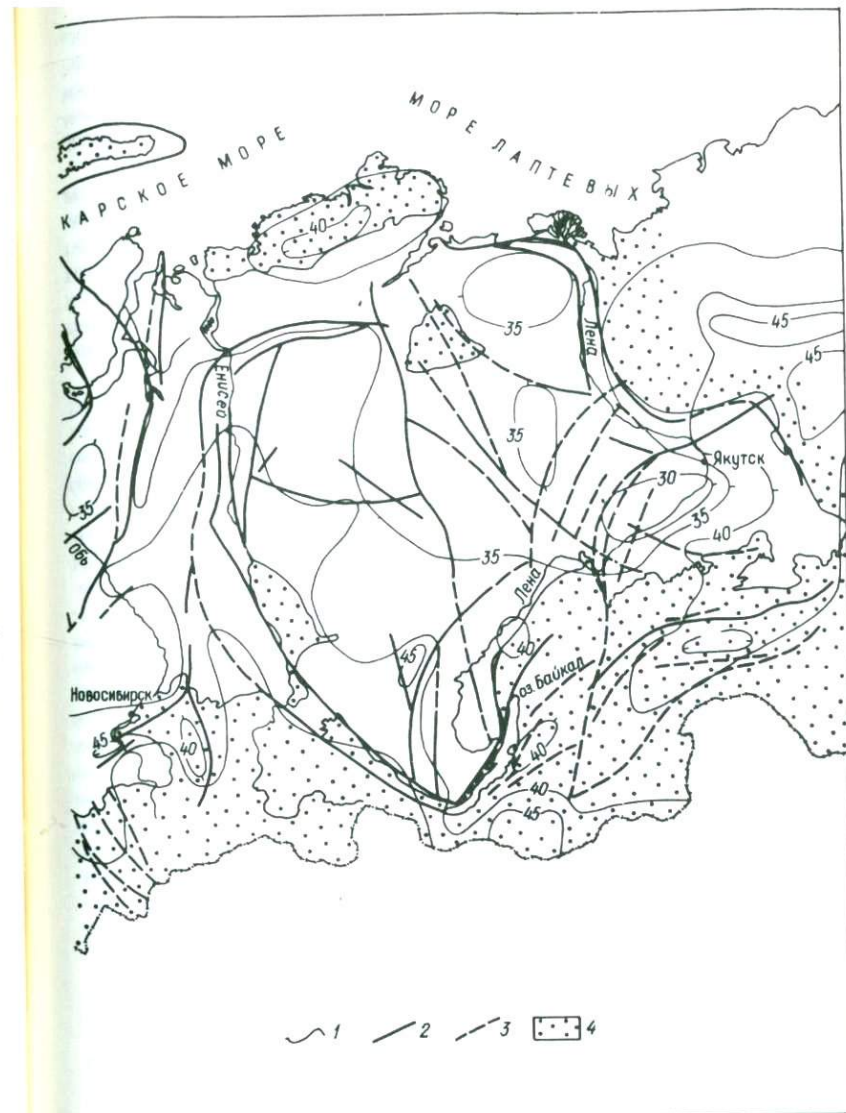 МОРЕ ЛАПТЕВЫХ
КАРСКОЕ МОРЕ
40
45
35
Лена
45
Енисей
35
Якутск
30
35
35
40
Обь
35
Лена
45
40
оз. Байкал
Новосибирск
45
40
40
40
45
1 2 3 4